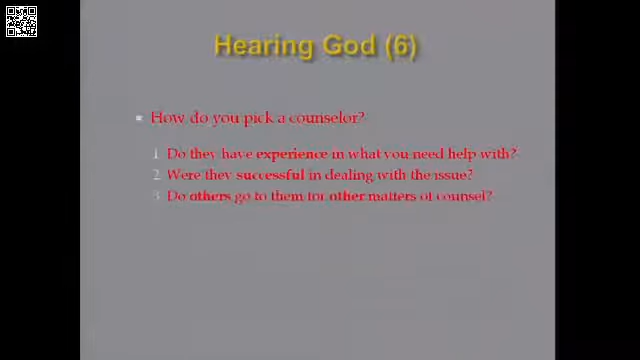 Hearing God (6)
How do you pick a counselor?
1. Do they have experience in what you need help with?
2. Were they successful in dealing with the issue?
3. Do others go to them for other matters of counsel?